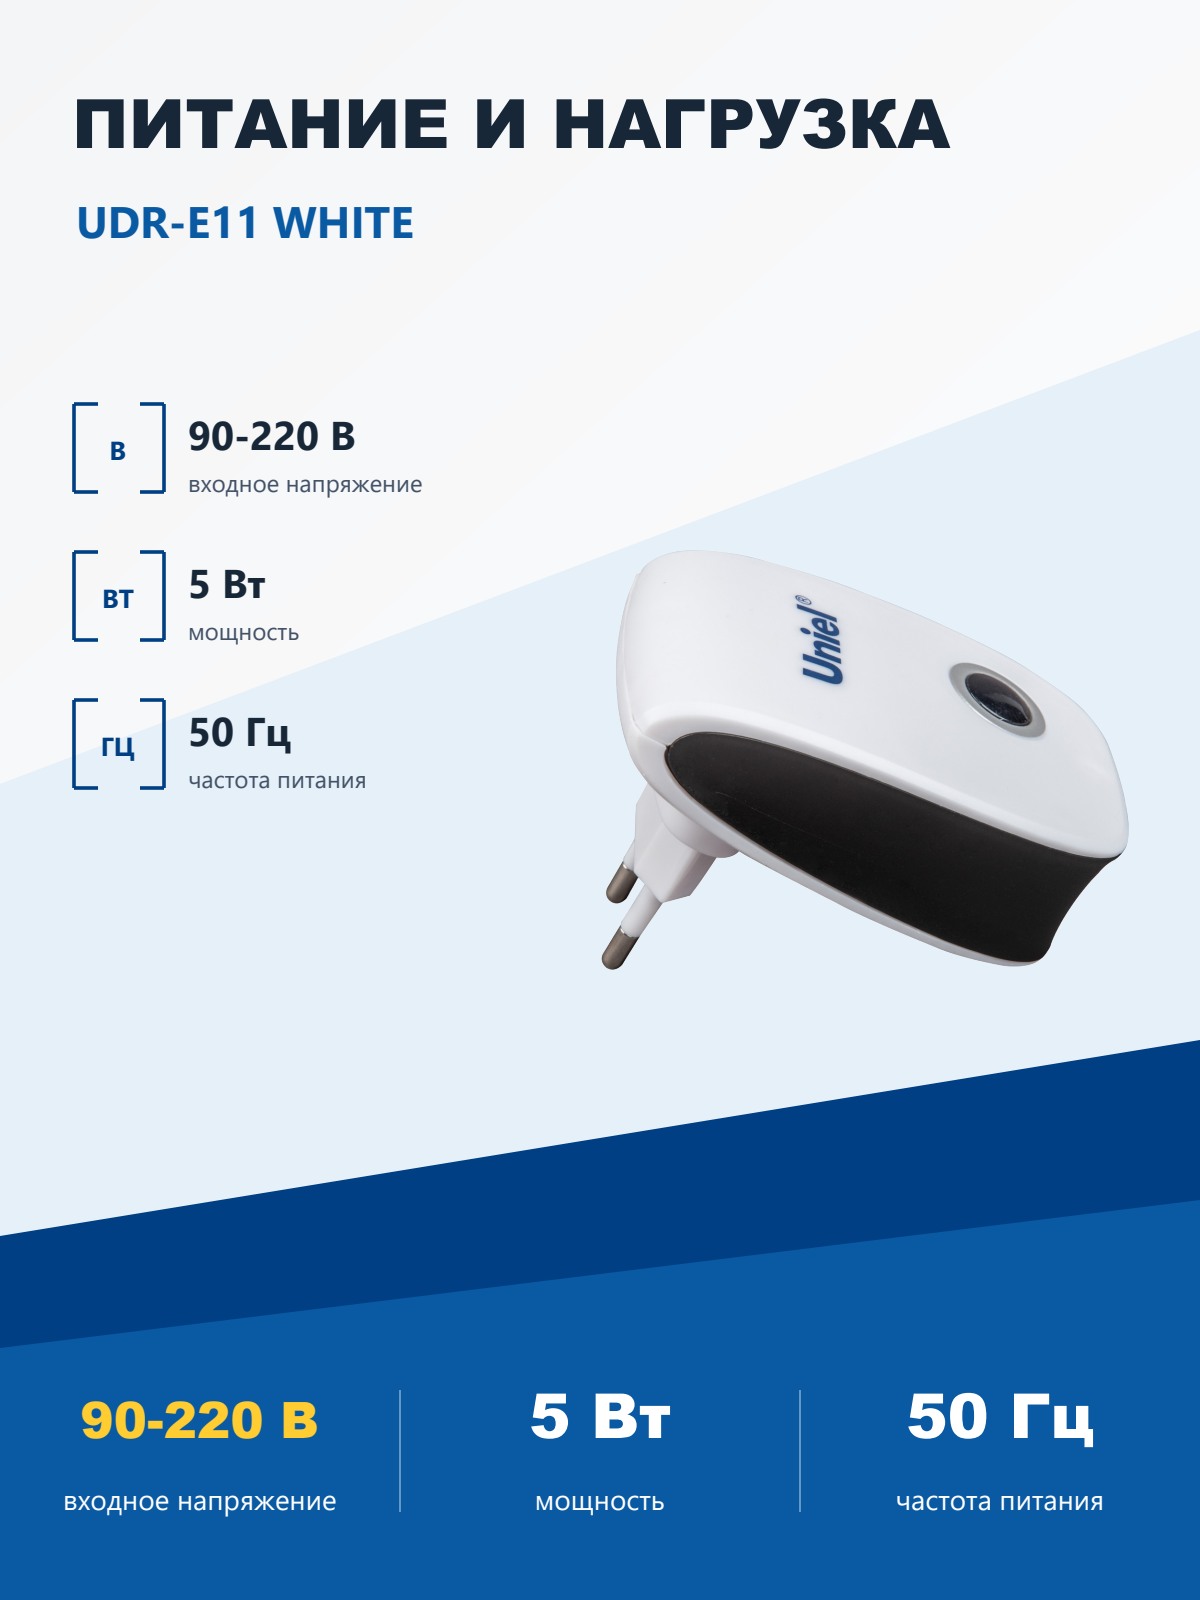 ПИТАНИЕ И НАГРУЗКА
UDR-E11 WHITE
В
90-220 В
входное напряжение
ВТ
5 Вт
мощность
ГЦ
50 Гц
частота питания
Uniel®
90-220 В
входное напряжение
5 Вт
мощность
50 Гц
частота питания